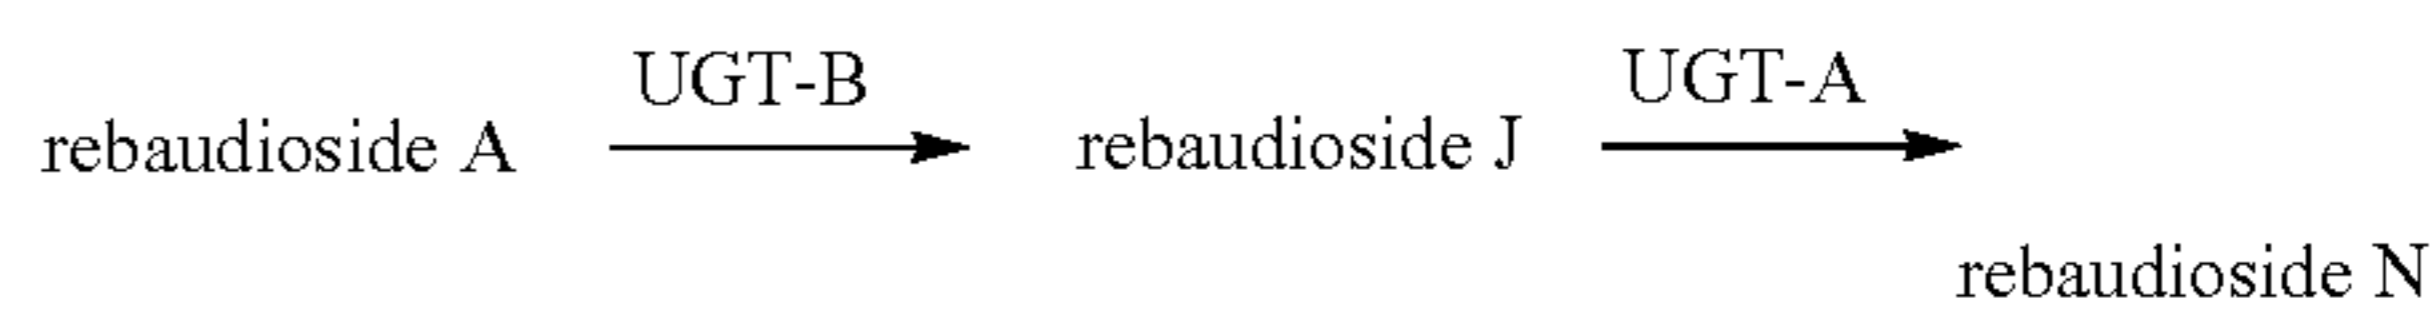 UGT-B
UGT-A
rebaudioside A
rebaudioside J
rebaudioside N